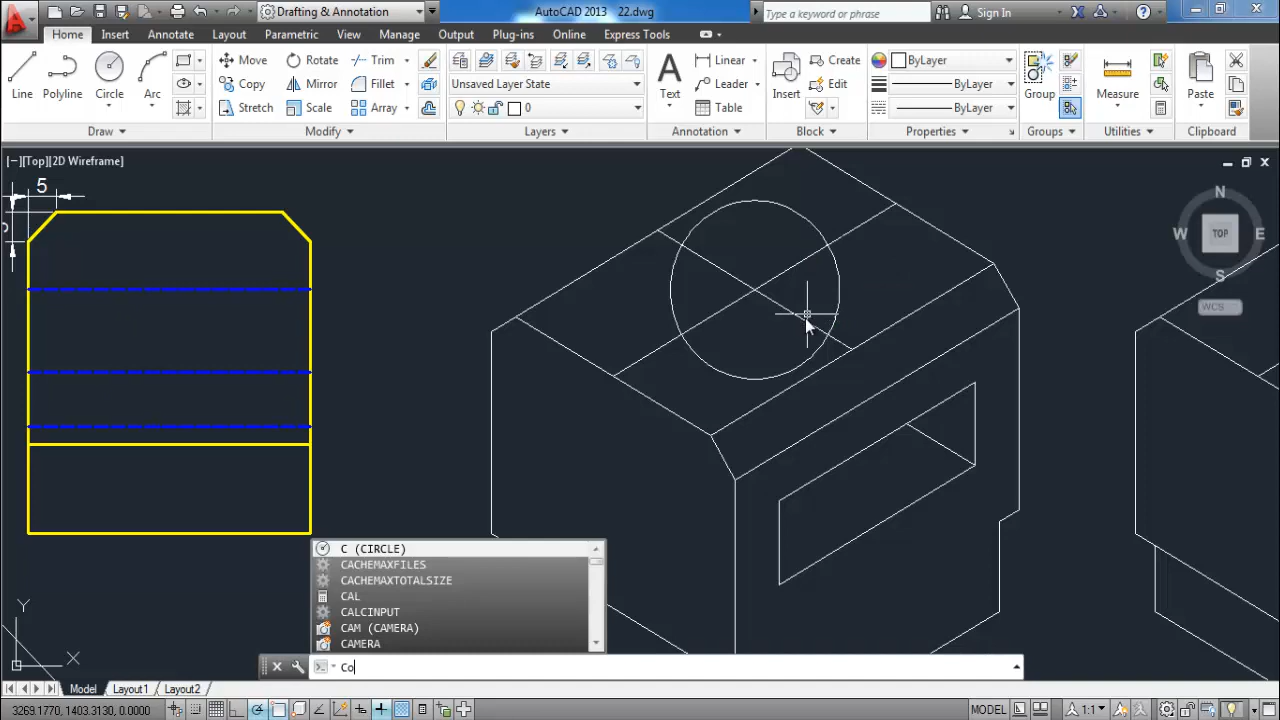 Drafting & Annotation
AutoCAD 2013 22.dwg
Type a keyword or phrase
Sign In
Home Insert Annotate Layout Parametric View Manage Output Plug-ins Online Express Tools
Line Polyline Circle Arc
Draw
Move Rotate Trim
Copy Mirror Fillet
Stretch Scale Array
Modify
Unsaved Layer State
0
Layers
Text
Linear
Leader
Table
Annotation
Insert
Create
Edit
Block
ByLayer
ByLayer
ByLayer
Properties
Group
Groups
Measure
Utilities
Paste
Clipboard
[−][Top][2D Wireframe]
5
N
W TOP E
S
WCS
C (CIRCLE)
CACHEMAXFILES
CACHEMAXTOTALSIZE
CAL
CALCINPUT
CAM (CAMERA)
CAMERA
Y
X
Co
Model Layout1 Layout2
3269.1770, 1403.3130, 0.0000
MODEL
1:1